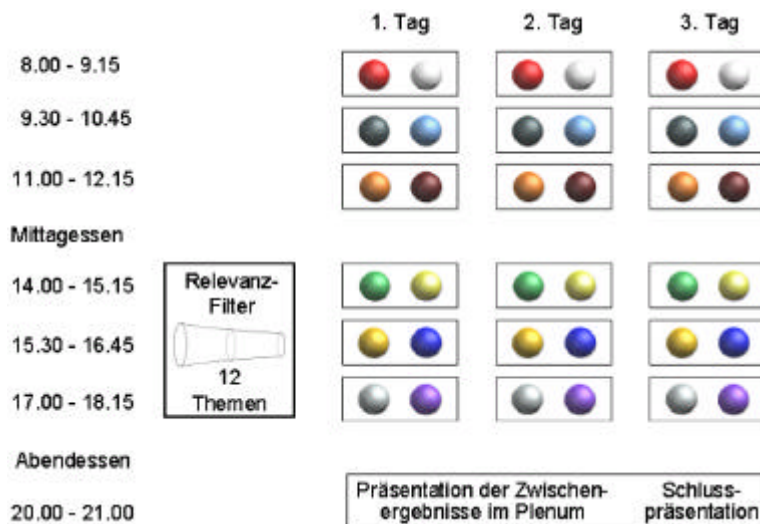 1. Tag 2. Tag 3. Tag
8.00 - 9.15
9.30 - 10.45
11.00 - 12.15
Mittagessen
14.00 - 15.15
15.30 - 16.45
17.00 - 18.15
Relevanz-
Filter
12
Themen
Abendessen
20.00 - 21.00
Präsentation der Zwischen-
ergebnisse im Plenum
Schluss-
präsentation